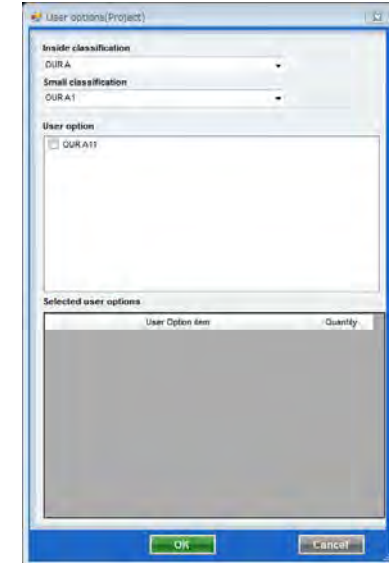 User options(Project)
Inside classification
OUR A
Small classification
OUR A1
User option
OUR A11
Selected user options
User Option item Quantity
OK Cancel